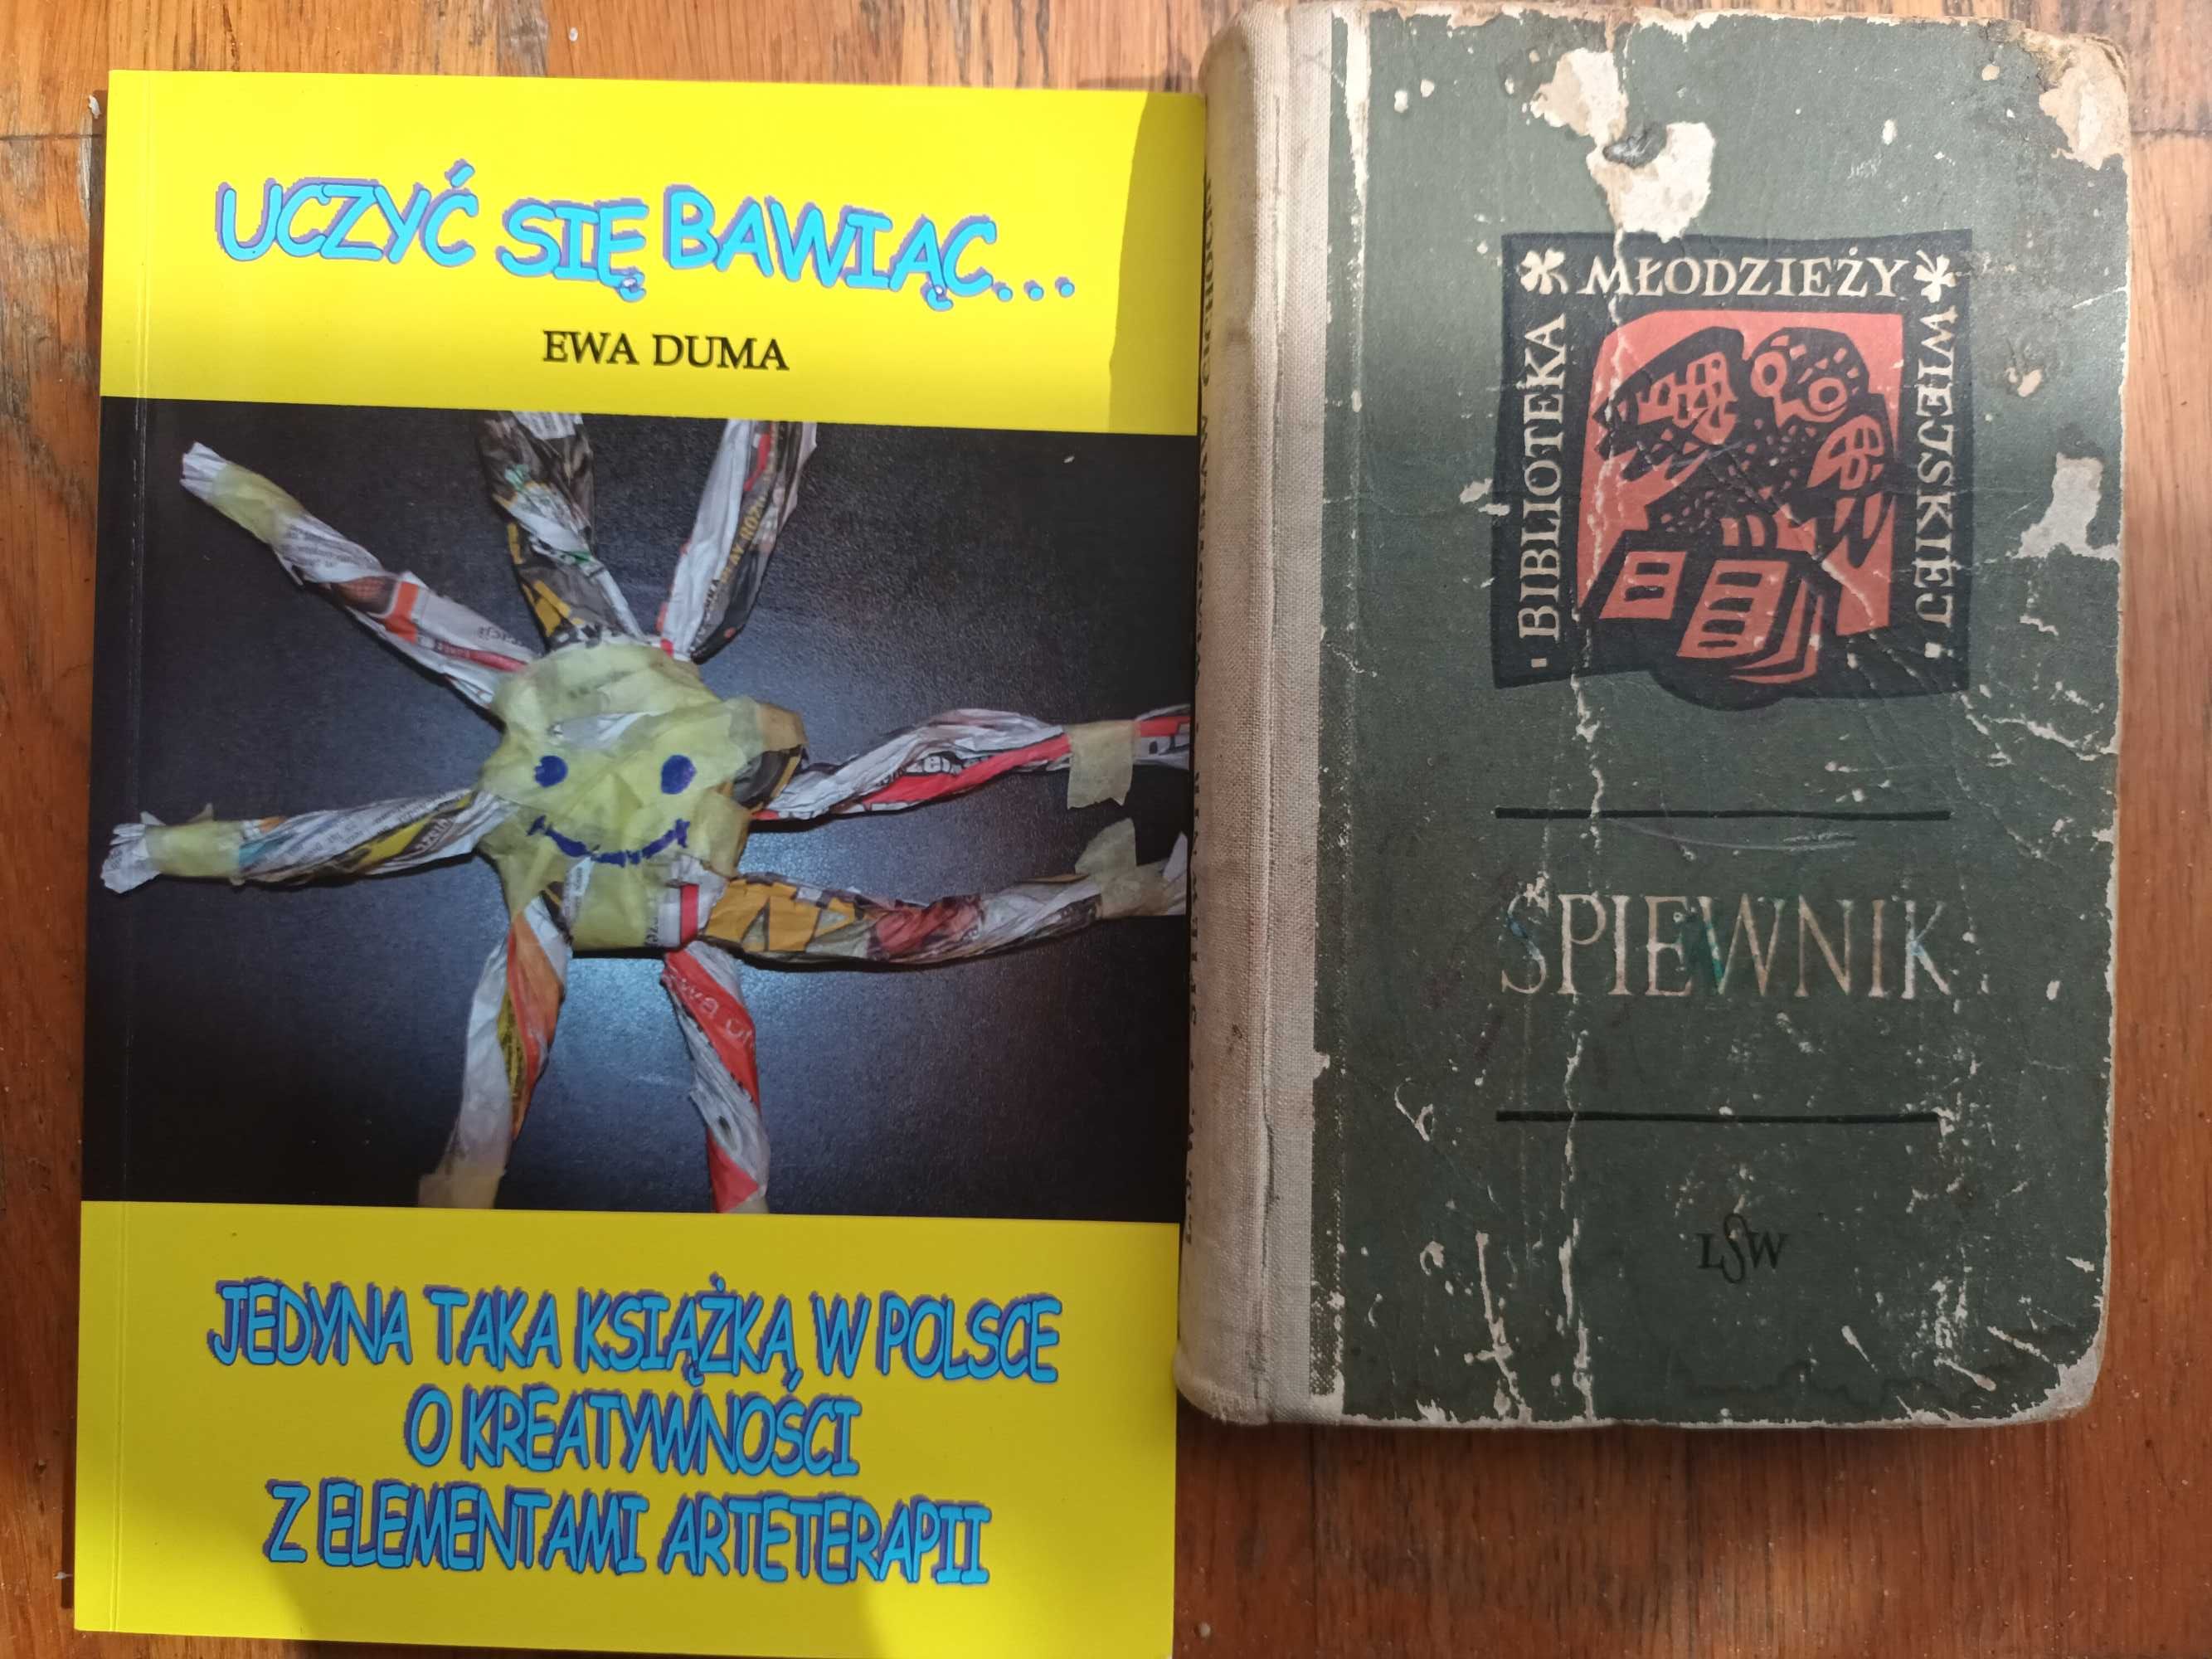 UCZYĆ SIĘ BAWIĄC...
EWA DUMA
JEDYNA TAKA KSIĄŻKA W POLSCE
O KREATYWNOŚCI
Z ELEMENTAMI ARTETERAPII
BIBLIOTEKA
MŁODZIEŻY
WIEJSKIEJ
ŚPIEWNIK
LSW